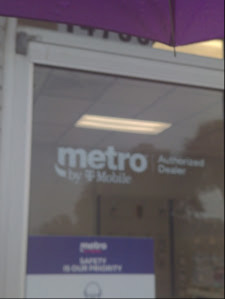 metro
by T Mobile
Authorized
Dealer
metro
SAFETY
IS OUR PRIORITY